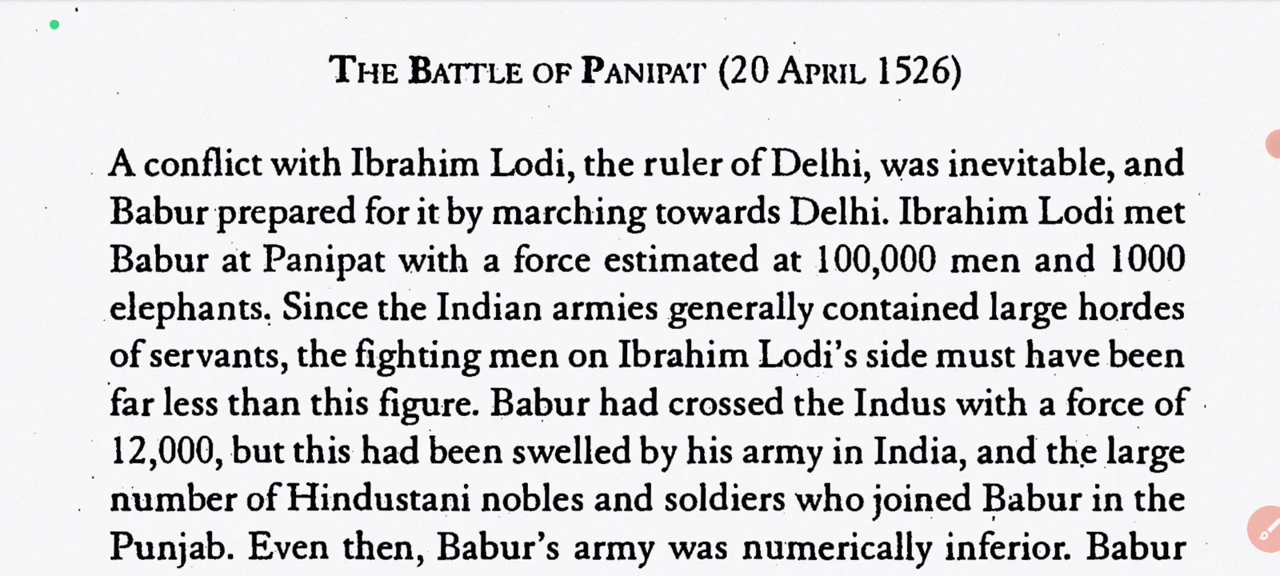 THE BATTLE OF PANIPAT (20 APRIL 1526)
A conflict with Ibrahim Lodi, the ruler of Delhi, was inevitable, and
Babur prepared for it by marching towards Delhi. Ibrahim Lodi met
Babur at Panipat with a force estimated at 100,000 men and 1000
elephants. Since the Indian armies generally contained large hordes
of servants, the fighting men on Ibrahim Lodi's side must have been
far less than this figure. Babur had crossed the Indus with a force of
12,000, but this had been swelled by his army in India, and the large
number of Hindustani nobles and soldiers who joined Babur in the
Punjab. Even then, Babur's army was numerically inferior. Babur